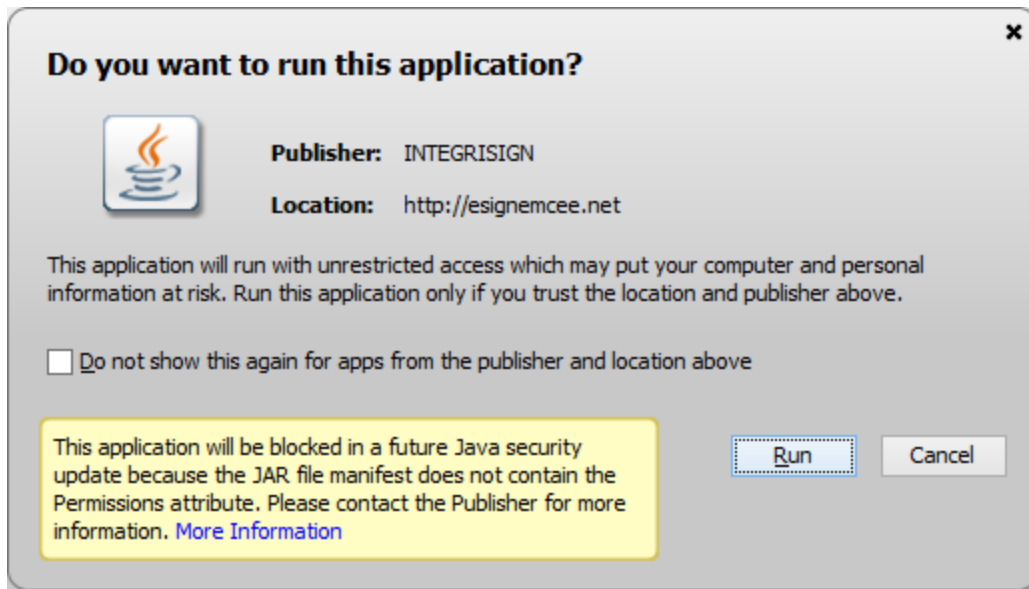 Do you want to run this application?
Publisher: INTEGRISIGN
Location: http://esignemcee.net
This application will run with unrestricted access which may put your computer and personal
information at risk. Run this application only if you trust the location and publisher above.
Do not show this again for apps from the publisher and location above
This application will be blocked in a future Java security
update because the JAR file manifest does not contain the
Permissions attribute. Please contact the Publisher for more
information. More Information
Run
Cancel